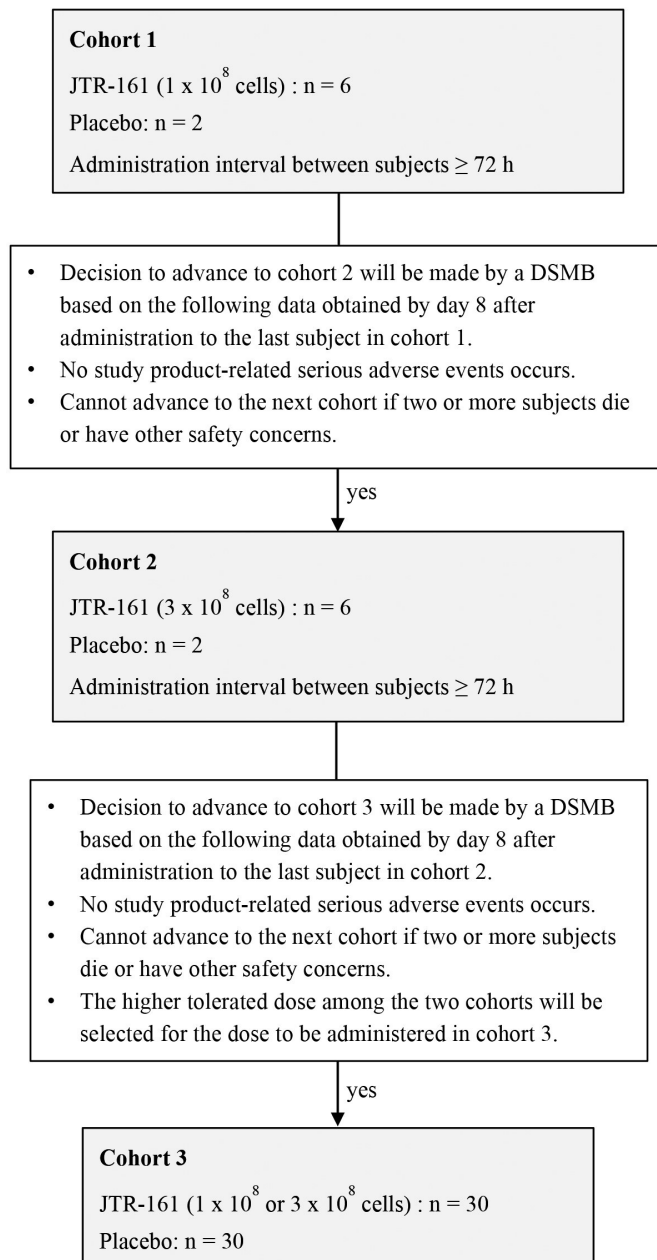 Cohort 1
JTR-161 (1 x 10⁸ cells) : n = 6
Placebo: n = 2
Administration interval between subjects ≥ 72 h
• Decision to advance to cohort 2 will be made by a DSMB
based on the following data obtained by day 8 after
administration to the last subject in cohort 1.
• No study product-related serious adverse events occurs.
• Cannot advance to the next cohort if two or more subjects die
or have other safety concerns.
yes
Cohort 2
JTR-161 (3 x 10⁸ cells) : n = 6
Placebo: n = 2
Administration interval between subjects ≥ 72 h
• Decision to advance to cohort 3 will be made by a DSMB
based on the following data obtained by day 8 after
administration to the last subject in cohort 2.
• No study product-related serious adverse events occurs.
• Cannot advance to the next cohort if two or more subjects
die or have other safety concerns.
• The higher tolerated dose among the two cohorts will be
selected for the dose to be administered in cohort 3.
yes
Cohort 3
JTR-161 (1 x 10⁸ or 3 x 10⁸ cells) : n = 30
Placebo: n = 30